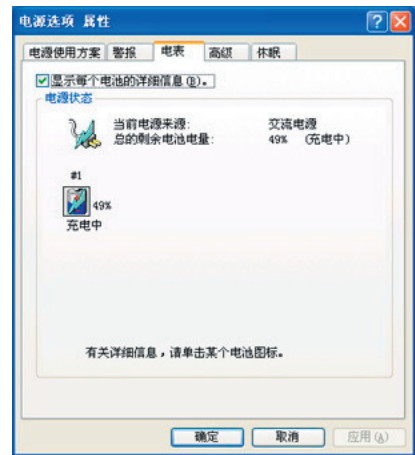 电源选项 属性
电源使用方案 警报 电表 高级 休眠
显示每个电池的详细信息(D)。
电源状态
当前电源来源: 交流电源
总的剩余电池电量: 49% (充电中)
#1
49%
充电中
有关详细信息，请单击某个电池图标。
确定 取消 应用(A)